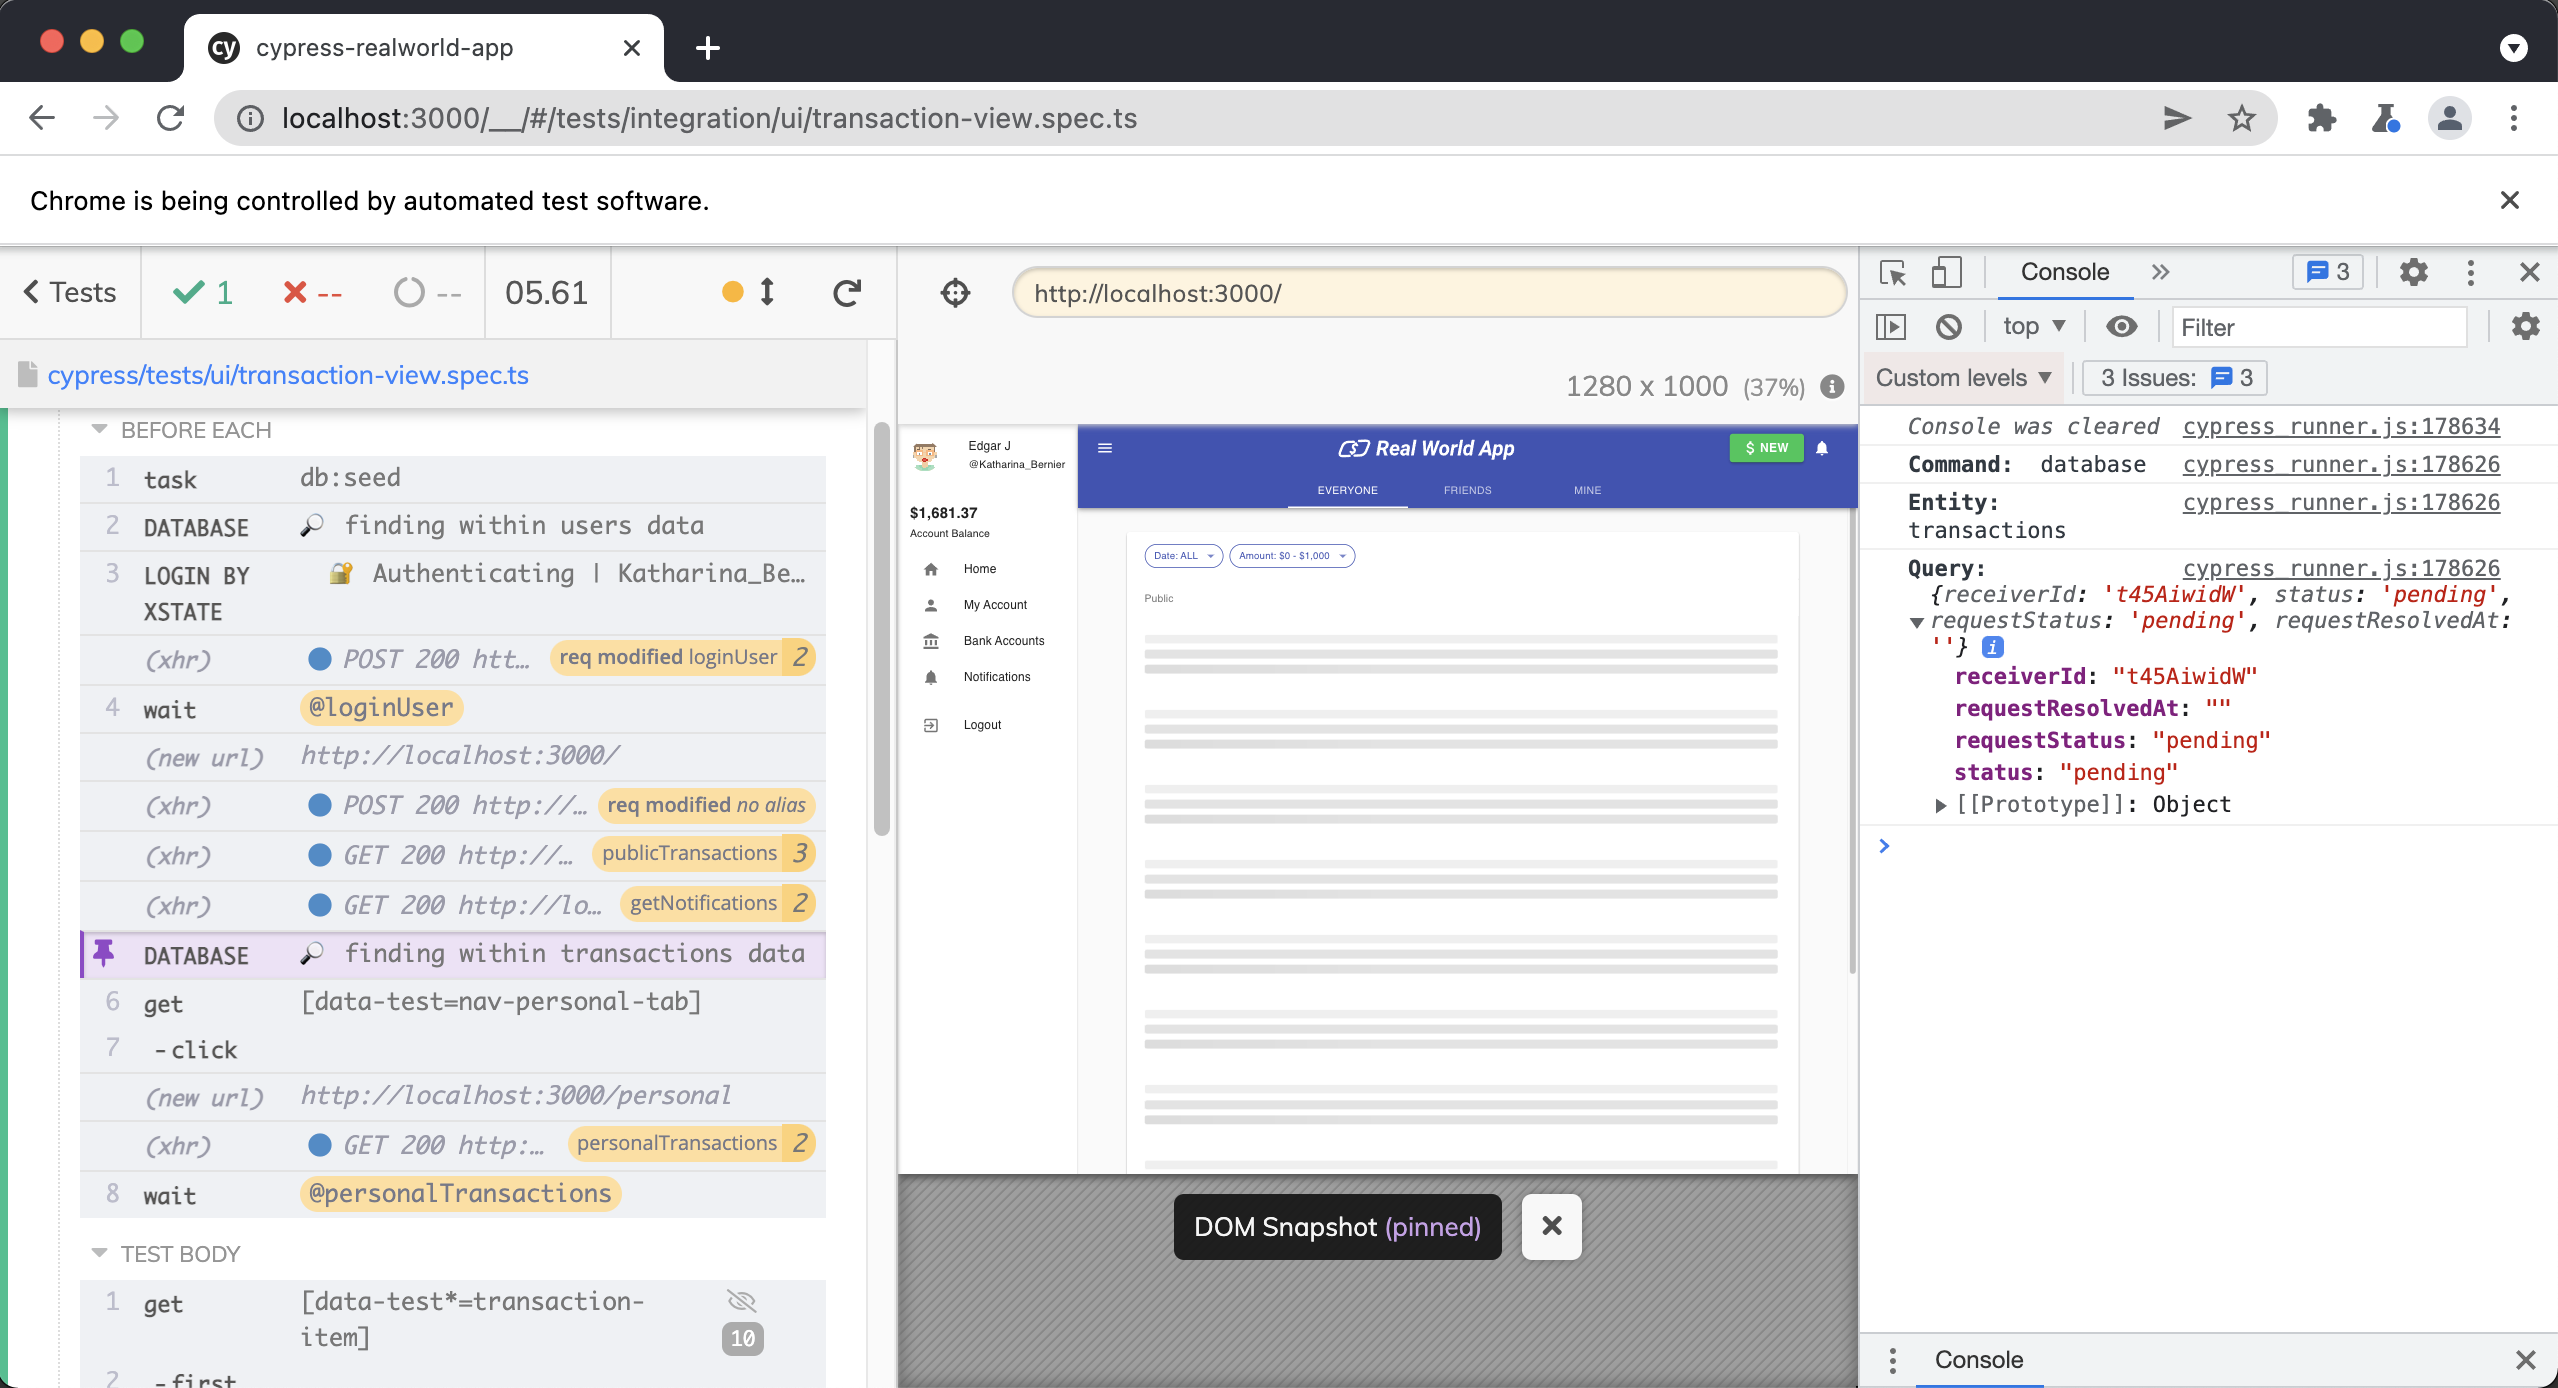 cypress-realworld-app
localhost:3000/__/#/tests/integration/ui/transaction-view.spec.ts
Chrome is being controlled by automated test software.
Tests 1 -- -- 05.61
cypress/tests/ui/transaction-view.spec.ts
BEFORE EACH
1 task db:seed
2 DATABASE 🔎 finding within users data
3 LOGIN BY XSTATE 🔐 Authenticating | Katharina_Be…
(xhr) POST 200 htt… req modified loginUser 2
4 wait @loginUser
(new url) http://localhost:3000/
(xhr) POST 200 http://… req modified no alias
(xhr) GET 200 http://… publicTransactions 3
(xhr) GET 200 http://lo… getNotifications 2
DATABASE 🔎 finding within transactions data
6 get [data-test=nav-personal-tab]
7 -click
(new url) http://localhost:3000/personal
(xhr) GET 200 http:… personalTransactions 2
8 wait @personalTransactions
TEST BODY
1 get [data-test*=transaction-
item] 10
2 -first
http://localhost:3000/
1280 x 1000 (37%)
Edgar J
@Katharina_Bernier
$1,681.37
Account Balance
Home
My Account
Bank Accounts
Notifications
Logout
Real World App
$ NEW
EVERYONE FRIENDS MINE
Date: ALL Amount: $0 - $1,000
Public
DOM Snapshot (pinned)
Console 3
top Filter
Custom levels 3 Issues: 3
Console was cleared cypress_runner.js:178634
Command: database cypress_runner.js:178626
Entity: cypress_runner.js:178626
transactions
Query: cypress_runner.js:178626
{receiverId: 't45AiwidW', status: 'pending',
requestStatus: 'pending', requestResolvedAt:
''}
receiverId: "t45AiwidW"
requestResolvedAt: ""
requestStatus: "pending"
status: "pending"
[[Prototype]]: Object
Console